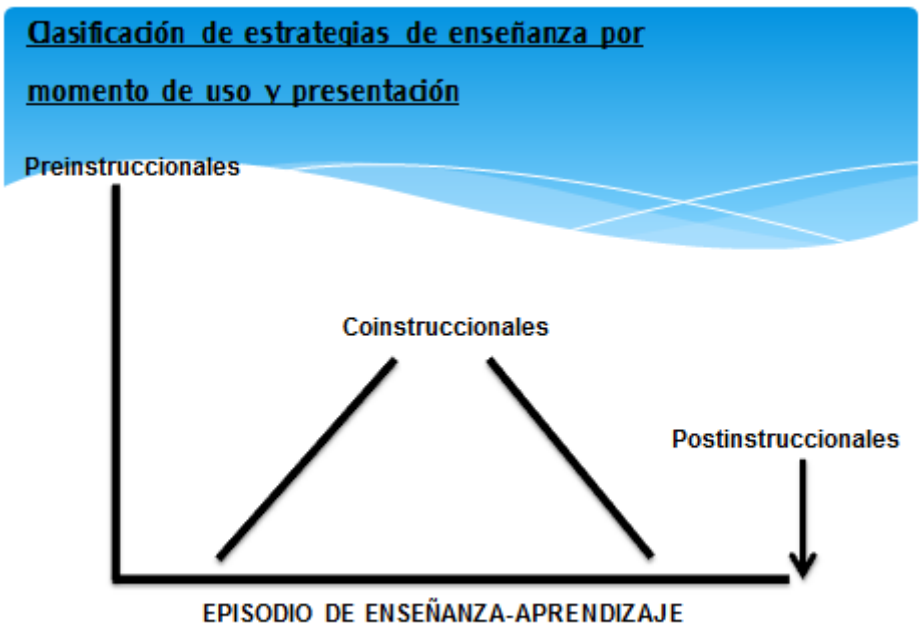 Clasificación de estrategias de enseñanza por
momento de uso y presentación
Preinstruccionales
Coinstruccionales
Postinstruccionales
EPISODIO DE ENSEÑANZA-APRENDIZAJE